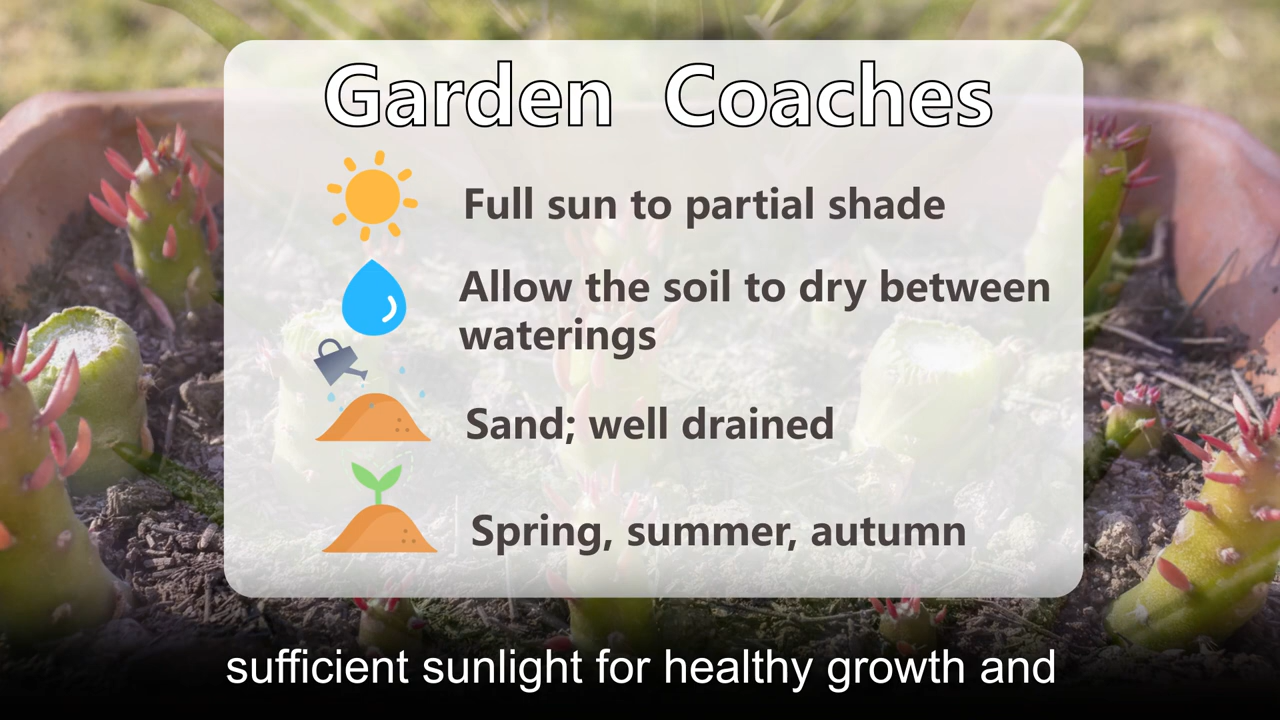 Garden Coaches
Full sun to partial shade
Allow the soil to dry between
waterings
Sand; well drained
Spring, summer, autumn
sufficient sunlight for healthy growth and